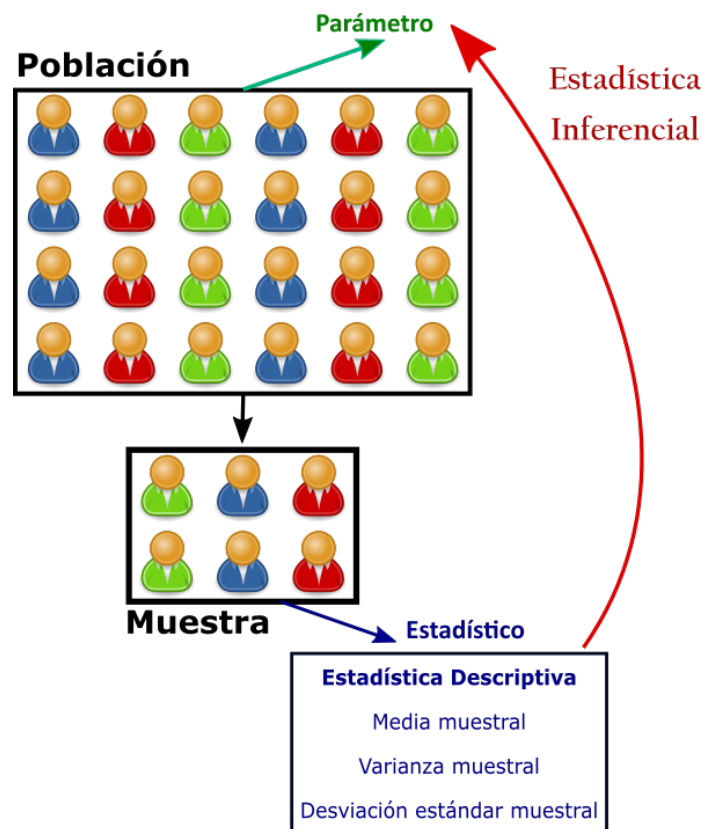 Parámetro
Población
Estadística
Inferencial
Muestra
Estadístico
Estadística Descriptiva
Media muestral
Varianza muestral
Desviación estándar muestral